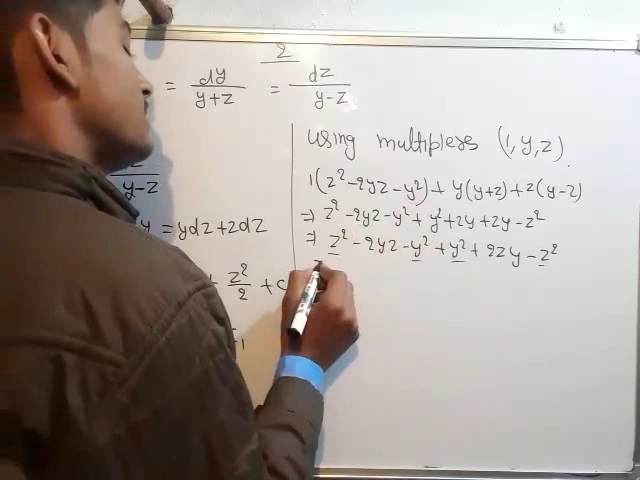 2
= dy/y+z = dz/y-z
y-z
y = ydz+zdz
+ z²/2 + c
using multiplers (1, y, z).
1(z²-2yz-y²)+ y(y+z)+z(y-z)
⇒ z²-2yz-y²+y²+zy+zy-z²
⇒ z²-2yz-y²+y²+2zy-z²